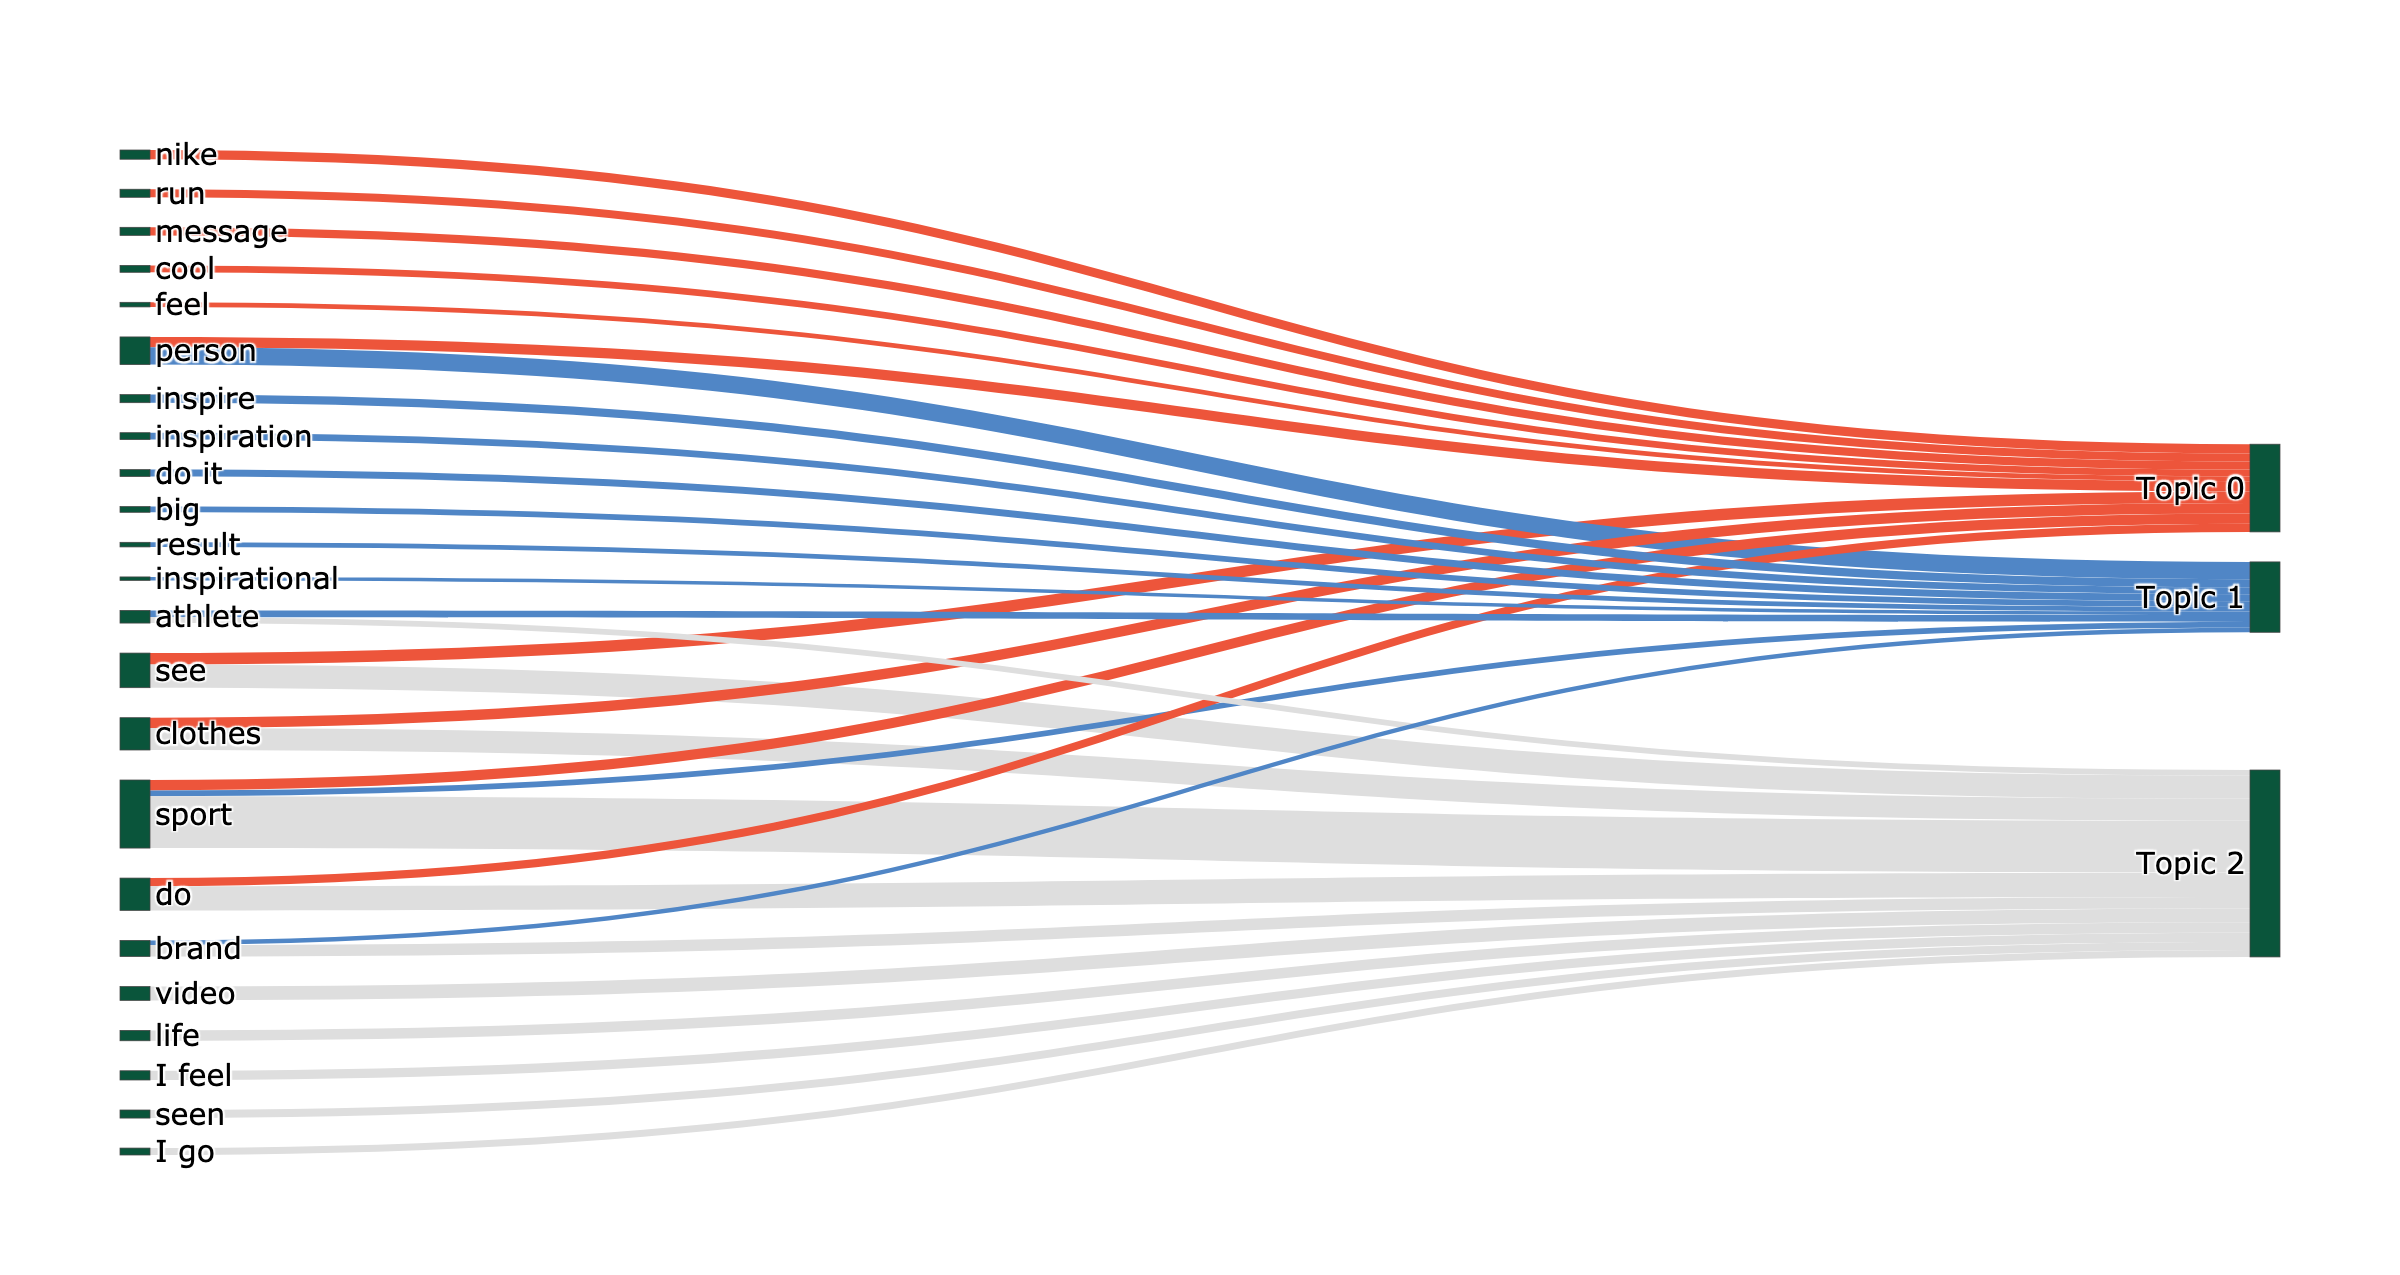 nike
run
message
cool
feel
person
inspire
inspiration
do it
big
result
inspirational
athlete
see
clothes
sport
do
brand
video
life
I feel
seen
I go
Topic 0
Topic 1
Topic 2